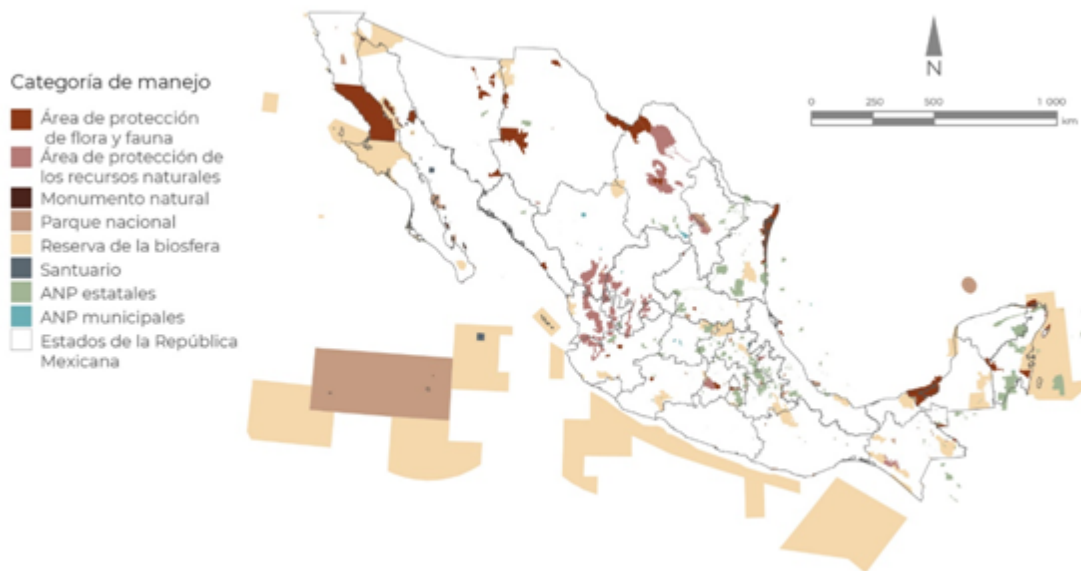 Categoría de manejo
Área de protección
de flora y fauna
Área de protección de
los recursos naturales
Monumento natural
Parque nacional
Reserva de la biosfera
Santuario
ANP estatales
ANP municipales
Estados de la República
Mexicana
N
0 250 500 1 000
km